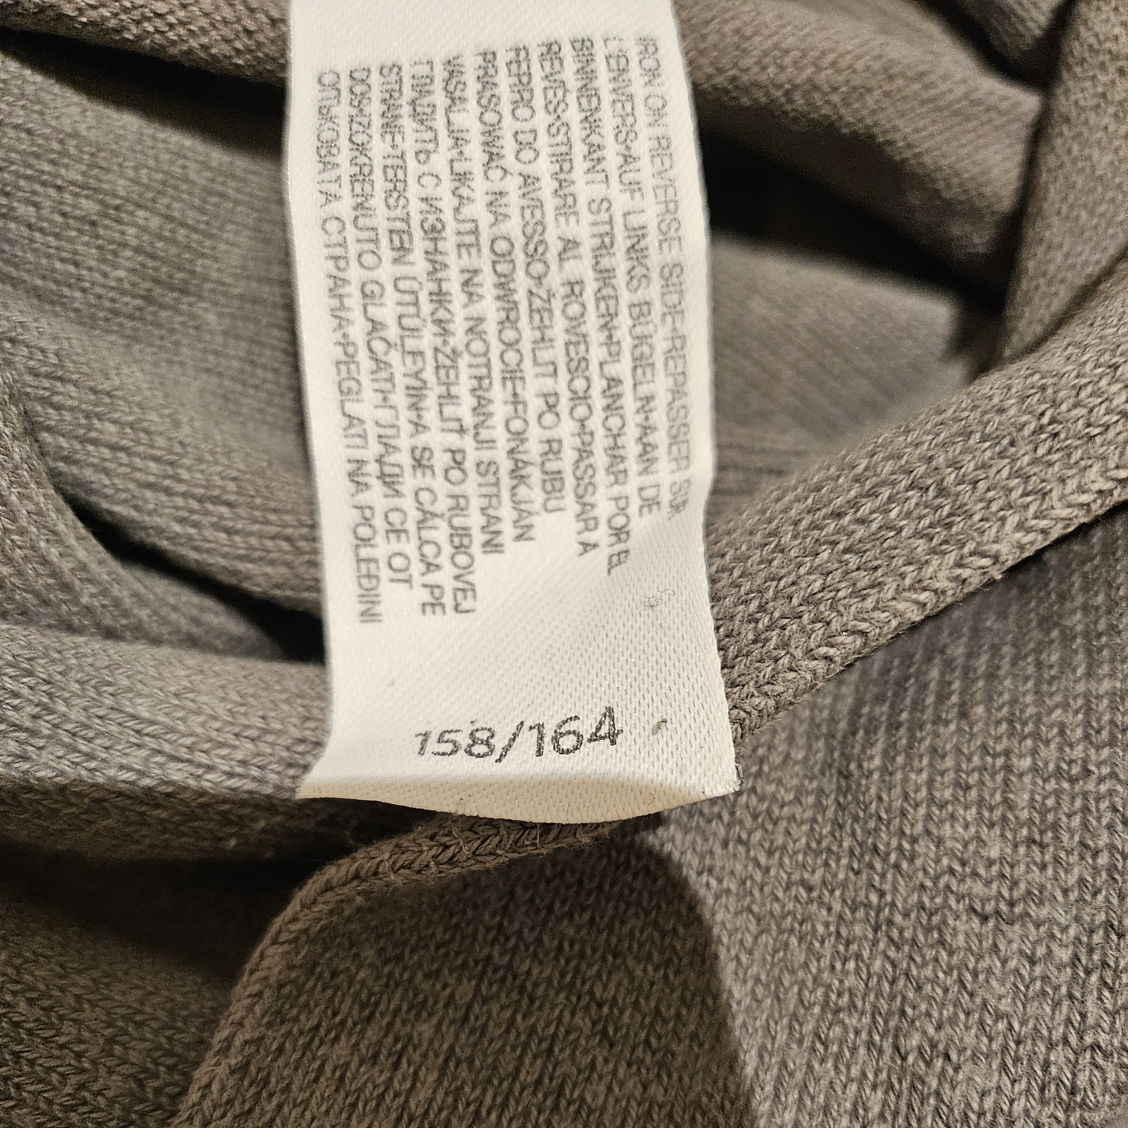 IRON ON REVERSE SIDE-REPASSER SUR
L'ENVERS-AUF LINKS BÜGELN-AAN DE
BINNENKANT STRIJKEN-PLANCHAR POR EL
REVÉS-STIRARE AL ROVESCIO-PASSAR A
FERRO DO AVESSO-ŽEHLIT PO RUBU
PRASOWAĆ NA ODWROCIE-FONÁKJÁN
VASALJA-LIKAJTE NA NOTRANJI STRANI
ГЛАДИТЬ С ИЗНАНКИ-ŽEHLIŤ PO RUBOVEJ
STRANE-TERSTEN ÜTÜLEYİN-A SE CĂLCA PE
DOS-IZOKRENUTO GLAČATI-ГЛАДИ СЕ ОТ
ОПАКОВАТА СТРАНА-PEGLATI NA POLEĐINI
158/164